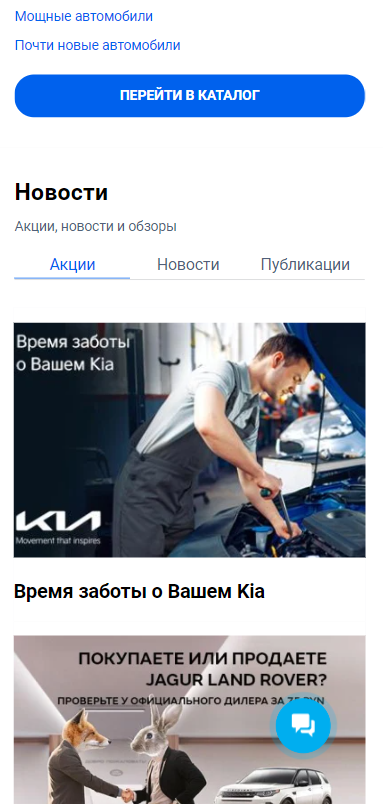 Мощные автомобили
Почти новые автомобили
ПЕРЕЙТИ В КАТАЛОГ
Новости
Акции, новости и обзоры
Акции Новости Публикации
Время заботы
о Вашем Kia
KIA
Movement that inspires
Время заботы о Вашем Kia
ПОКУПАЕТЕ ИЛИ ПРОДАЕТЕ
JAGUR LAND ROVER?
ПРОВЕРЬТЕ У ОФИЦИАЛЬНОГО ДИЛЕРА ЗА